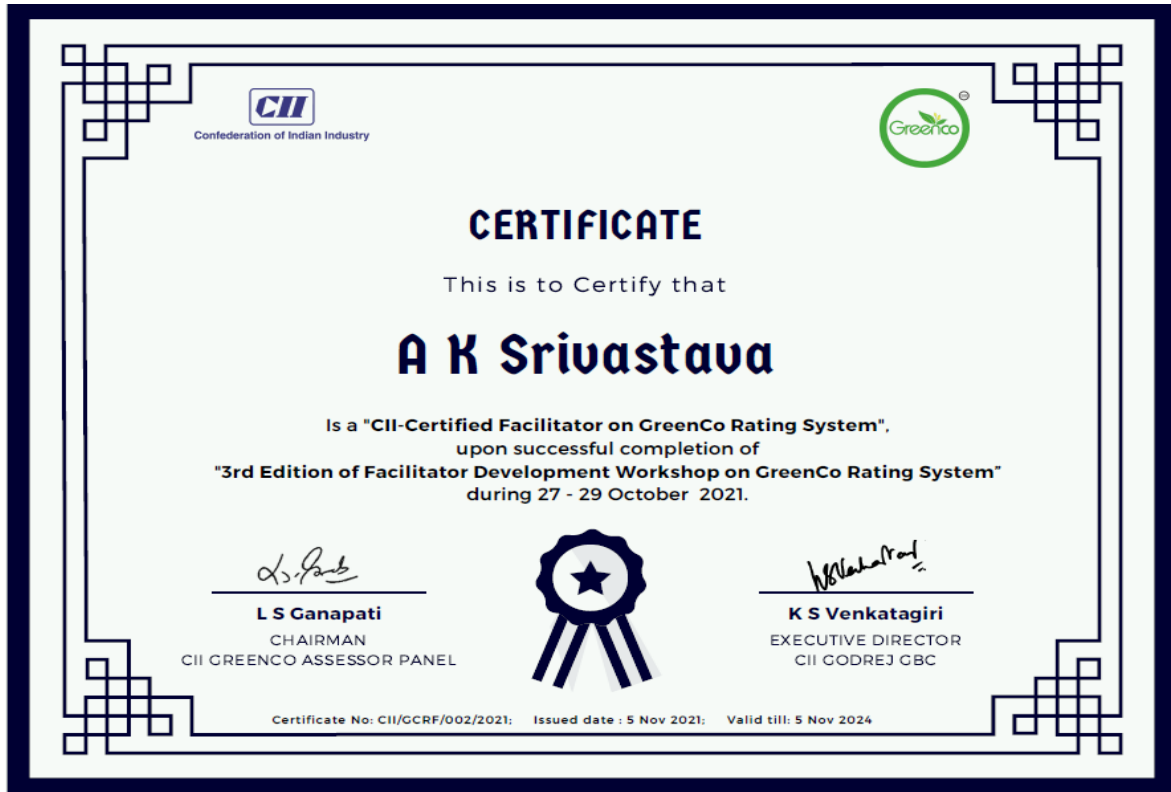 CII
Confederation of Indian Industry
Greenco
CERTIFICATE
This is to Certify that
A K Srivastava
Is a "CII-Certified Facilitator on GreenCo Rating System",
upon successful completion of
"3rd Edition of Facilitator Development Workshop on GreenCo Rating System"
during 27 - 29 October 2021.
L S Ganapati
CHAIRMAN
CII GREENCO ASSESSOR PANEL
K S Venkatagiri
EXECUTIVE DIRECTOR
CII GODREJ GBC
Certificate No: CII/GCRF/002/2021; Issued date : 5 Nov 2021; Valid till: 5 Nov 2024